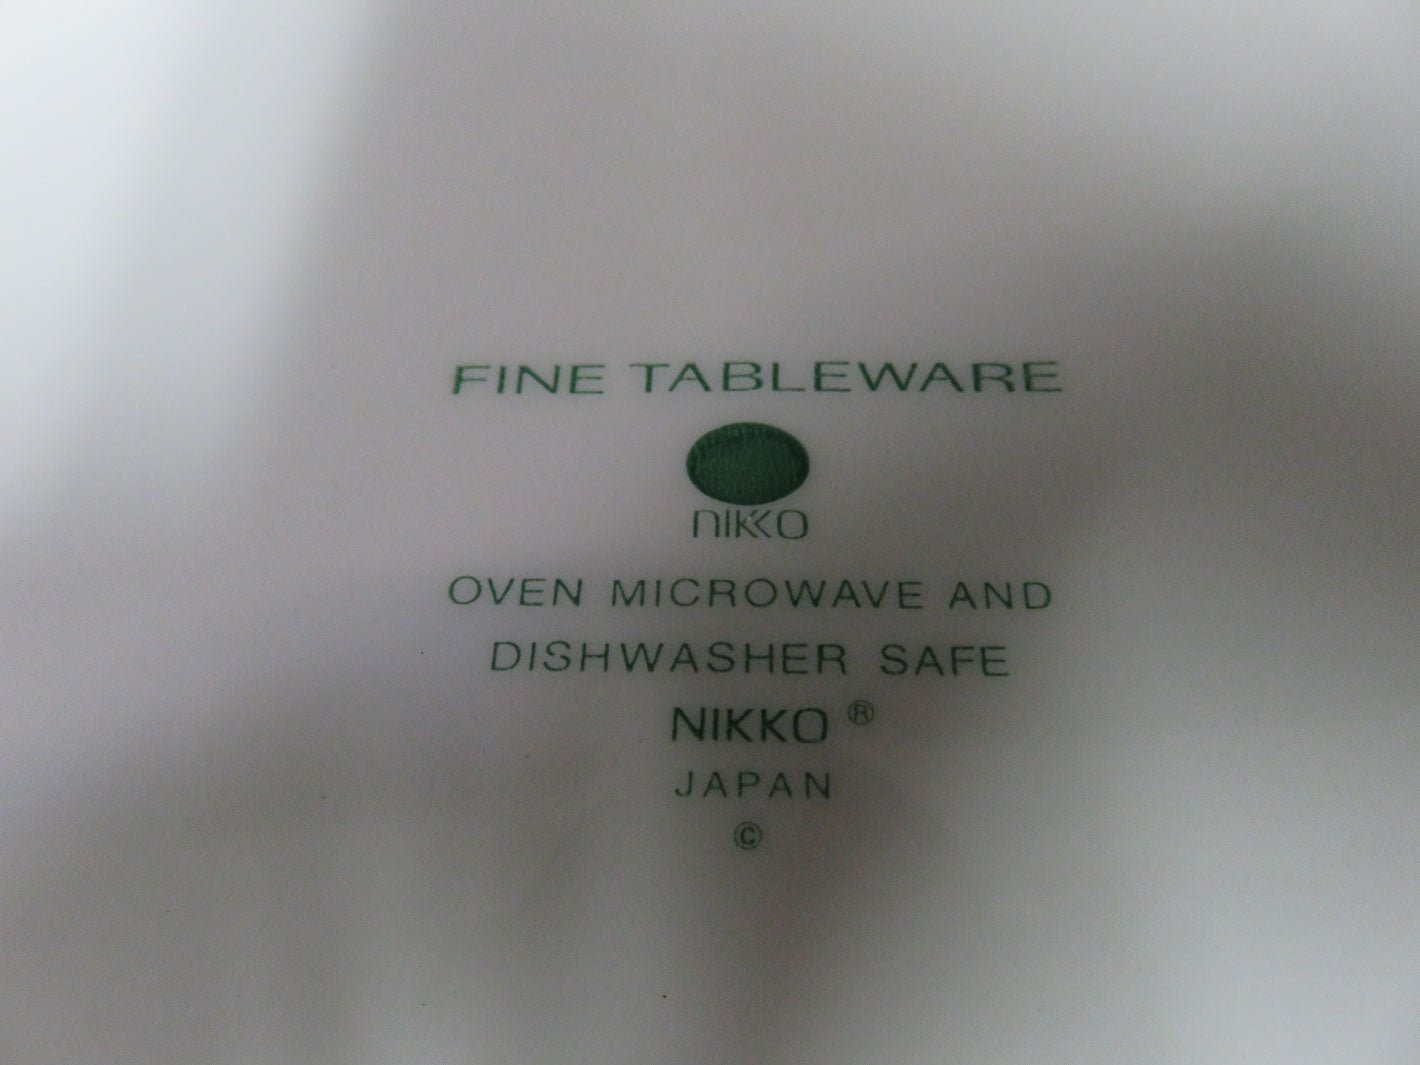 FINE TABLEWARE
NIKKO
OVEN MICROWAVE AND
DISHWASHER SAFE
NIKKO ®
JAPAN
©